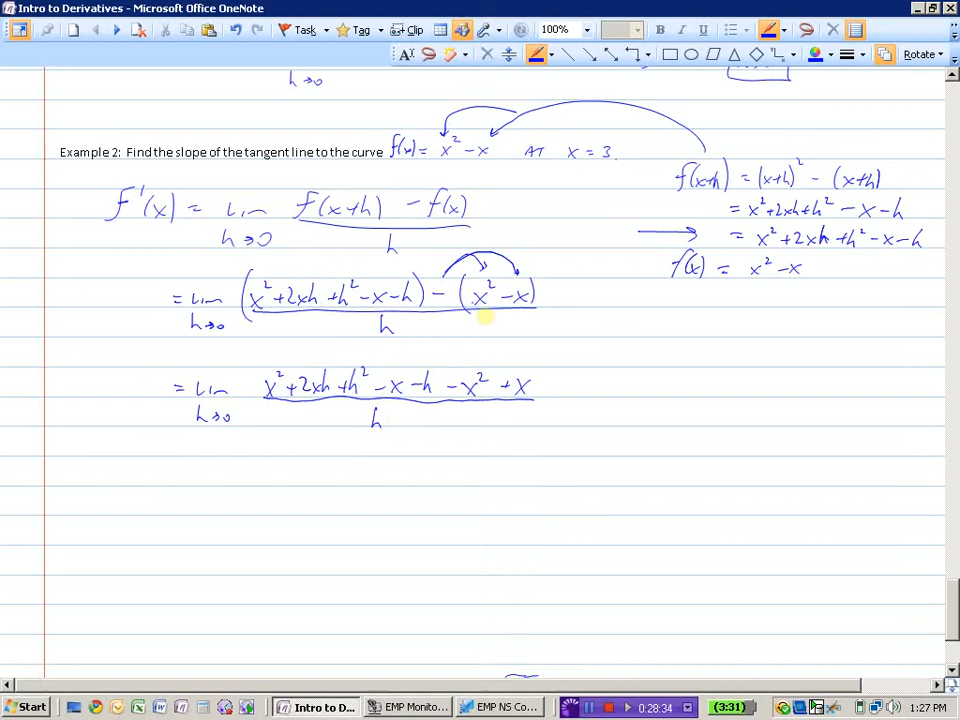 Intro to Derivatives - Microsoft Office OneNote
Task Tag Clip 100% B I U
Rotate
h→0
Example 2: Find the slope of the tangent line to the curve f(x) = x² - x AT x = 3.
f(x+h) = (x+h)² - (x+h)
= x²+2xh+h² - x - h
= x²+2xh+h² - x - h
f(x) = x² - x
f'(x) = lim h→0 f(x+h) - f(x)
h
= lim h→0 (x²+2xh+h²-x-h) - (x²-x)
h
= lim h→0 x²+2xh+h²-x-h-x²+x
h
Start Intro to D... EMP Monito... EMP NS Co... 0:28:34 (3:31) 1:27 PM